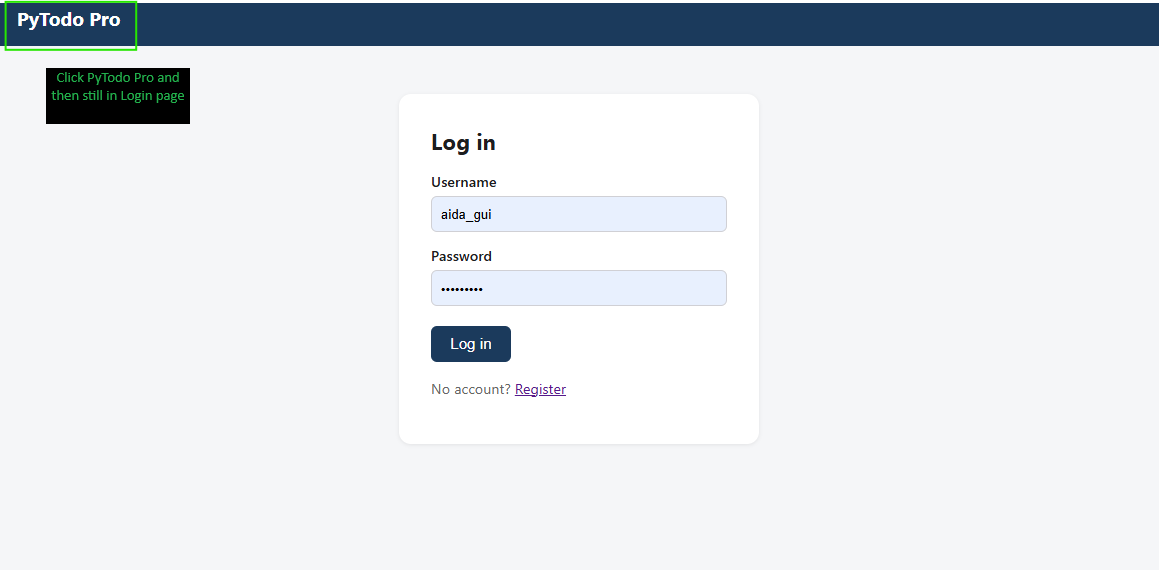 PyTodo Pro
Click PyTodo Pro and
then still in Login page
Log in
Username
aida_gui
Password
•••••••••
Log in
No account? Register